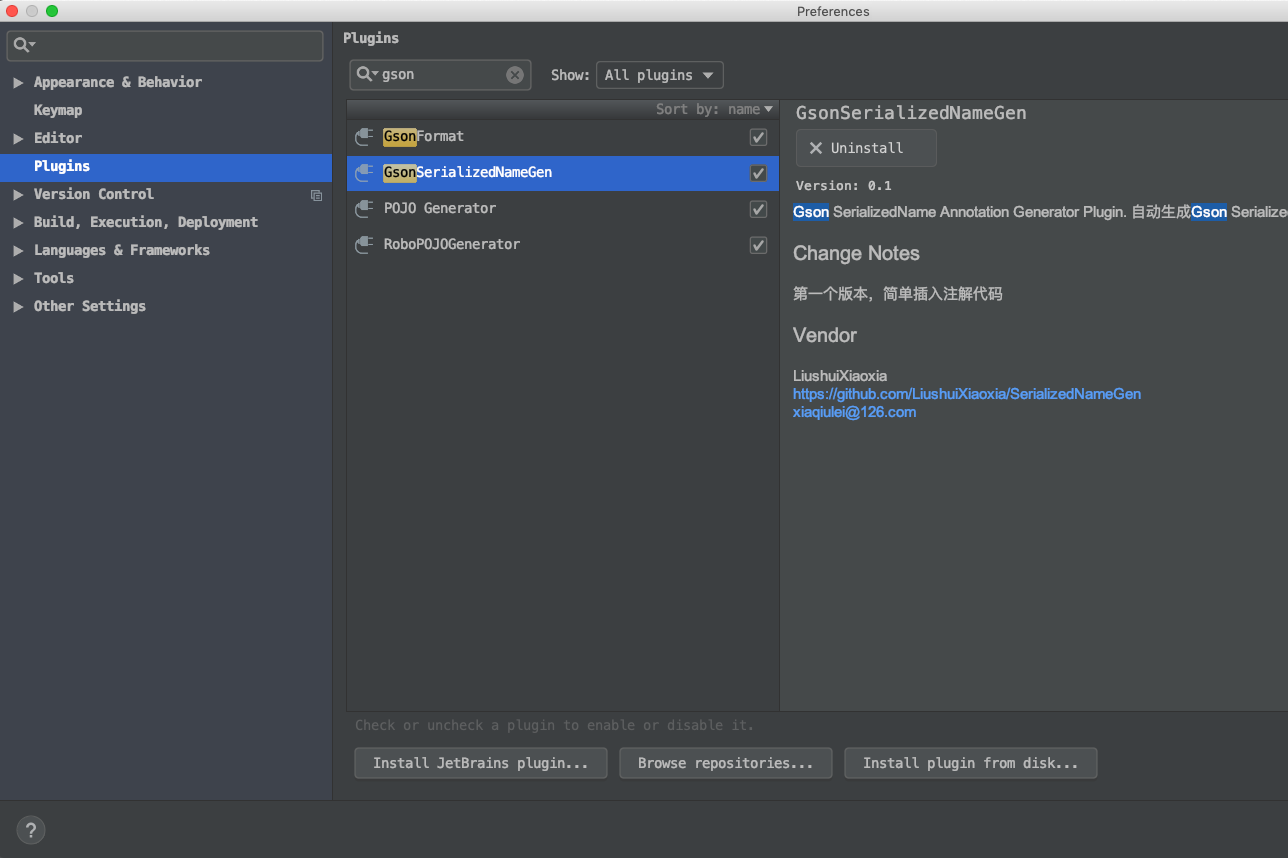 Preferences
Appearance & Behavior
Keymap
Editor
Plugins
Version Control
Build, Execution, Deployment
Languages & Frameworks
Tools
Other Settings
Plugins
gson
Show: All plugins
Sort by: name
GsonFormat
GsonSerializedNameGen
POJO Generator
RoboPOJOGenerator
GsonSerializedNameGen
Uninstall
Version: 0.1
Gson SerializedName Annotation Generator Plugin. 自动生成Gson Serialize
Change Notes
第一个版本，简单插入注解代码
Vendor
LiushuiXiaoxia
https://github.com/LiushuiXiaoxia/SerializedNameGen
xiaqiulei@126.com
Check or uncheck a plugin to enable or disable it.
Install JetBrains plugin...
Browse repositories...
Install plugin from disk...
?